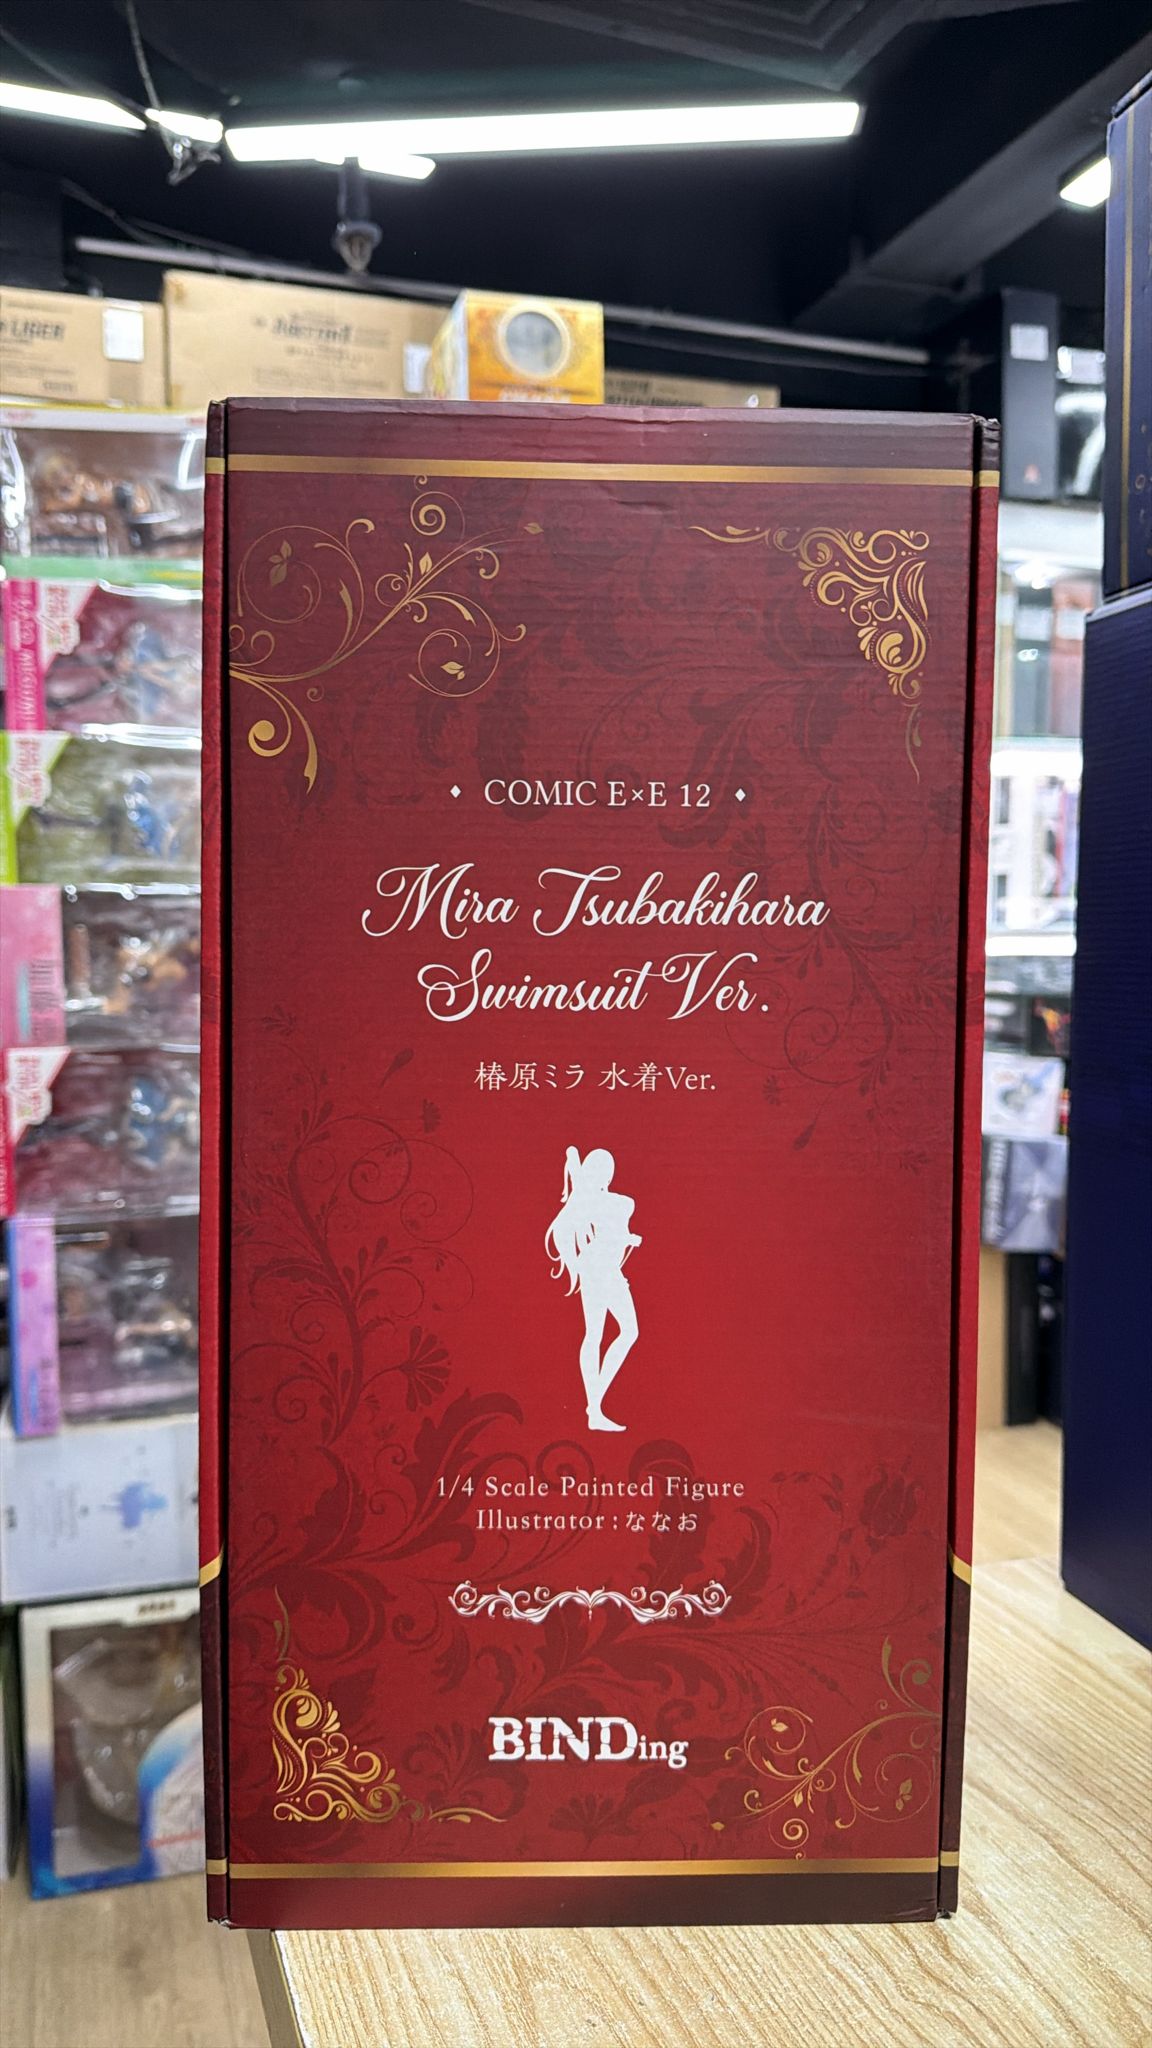 COMIC E×E 12
Mira Tsubakihara
Swimsuit Ver.
椿原ミラ 水着Ver.
1/4 Scale Painted Figure
Illustrator : ななお
BINDing